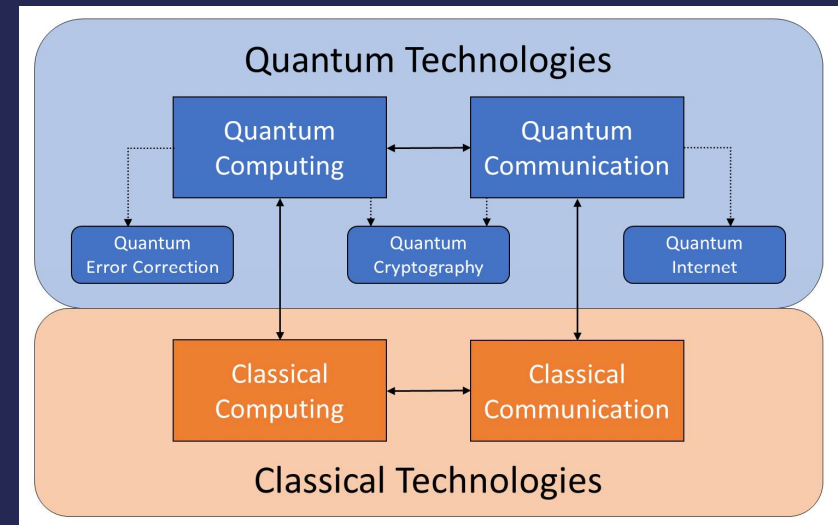 Quantum Technologies
Quantum
Computing
Quantum
Communication
Quantum
Error Correction
Quantum
Cryptography
Quantum
Internet
Classical
Computing
Classical
Communication
Classical Technologies